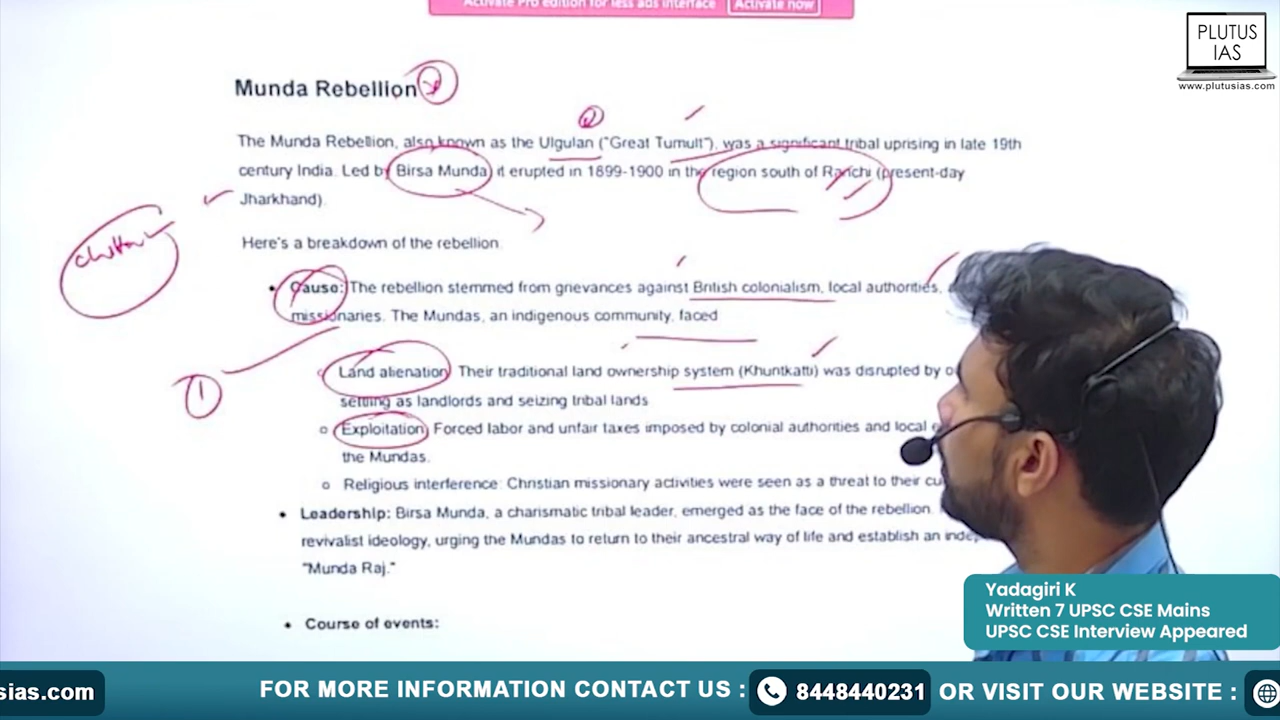 Activate Pro edition for less ads interface Activate now
PLUTUS
IAS
www.plutusias.com
Munda Rebellion
The Munda Rebellion, also known as the Ulgulan ("Great Tumult"), was a significant tribal uprising in late 19th
century India. Led by Birsa Munda, it erupted in 1899-1900 in the region south of Ranchi (present-day
Jharkhand).
Here's a breakdown of the rebellion:
• Cause: The rebellion stemmed from grievances against British colonialism, local authorities,
missionaries. The Mundas, an indigenous community, faced
1
o Land alienation: Their traditional land ownership system (Khuntkatti) was disrupted by
settling as landlords and seizing tribal lands
o Exploitation: Forced labor and unfair taxes imposed by colonial authorities and local
the Mundas.
o Religious interference: Christian missionary activities were seen as a threat to their
• Leadership: Birsa Munda, a charismatic tribal leader, emerged as the face of the rebellion.
revivalist ideology, urging the Mundas to return to their ancestral way of life and establish an
"Munda Raj."
• Course of events:
Yadagiri K
Written 7 UPSC CSE Mains
UPSC CSE Interview Appeared
sias.com FOR MORE INFORMATION CONTACT US : 8448440231 OR VISIT OUR WEBSITE :